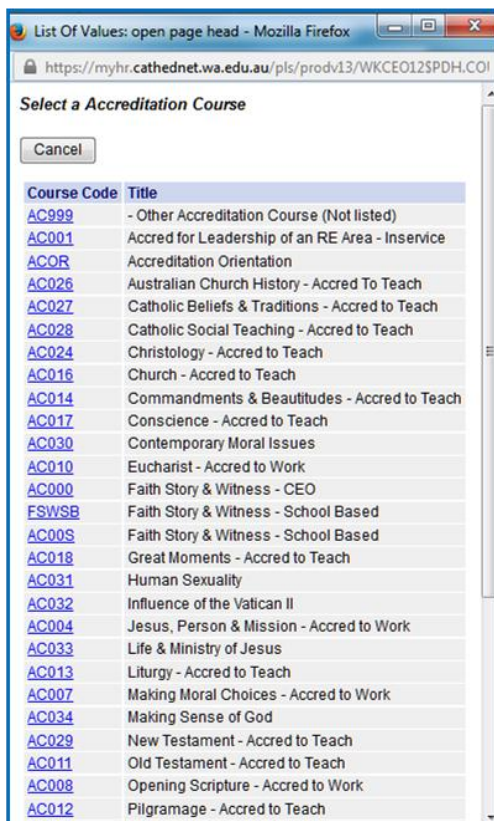 List Of Values: open page head - Mozilla Firefox
https://myhr.cathednet.wa.edu.au/pls/prodv13/WKCEO12$PDH.COU
Select a Accreditation Course
Cancel
Course Code Title
AC999 - Other Accreditation Course (Not listed)
AC001 Accred for Leadership of an RE Area - Inservice
ACOR Accreditation Orientation
AC026 Australian Church History - Accred To Teach
AC027 Catholic Beliefs & Traditions - Accred to Teach
AC028 Catholic Social Teaching - Accred to Teach
AC024 Christology - Accred to Teach
AC016 Church - Accred to Teach
AC014 Commandments & Beautitudes - Accred to Teach
AC017 Conscience - Accred to Teach
AC030 Contemporary Moral Issues
AC010 Eucharist - Accred to Work
AC000 Faith Story & Witness - CEO
FSWSB Faith Story & Witness - School Based
AC00S Faith Story & Witness - School Based
AC018 Great Moments - Accred to Teach
AC031 Human Sexuality
AC032 Influence of the Vatican II
AC004 Jesus, Person & Mission - Accred to Work
AC033 Life & Ministry of Jesus
AC013 Liturgy - Accred to Teach
AC007 Making Moral Choices - Accred to Work
AC034 Making Sense of God
AC029 New Testament - Accred to Teach
AC011 Old Testament - Accred to Teach
AC008 Opening Scripture - Accred to Work
AC012 Pilgramage - Accred to Teach